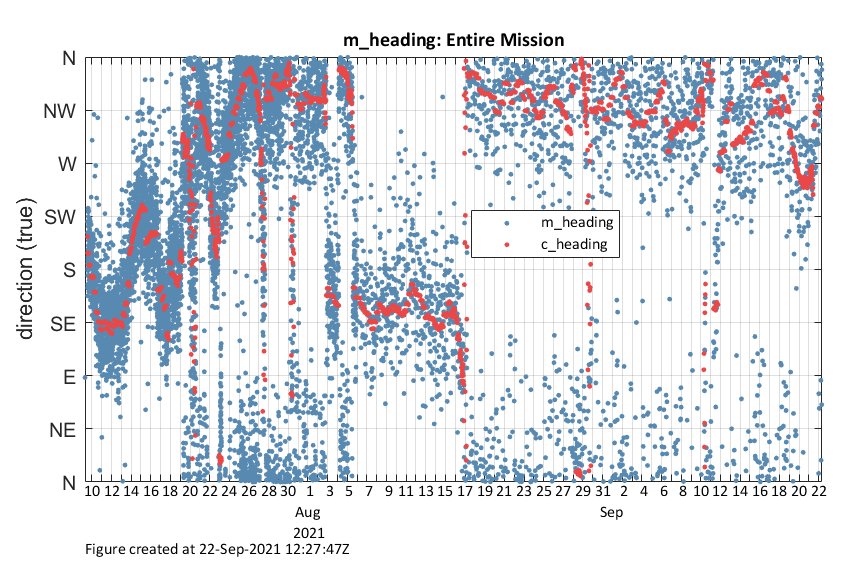 m_heading: Entire Mission
direction (true)
N
NW
W
SW
S
SE
E
NE
N
m_heading
c_heading
10 12 14 16 18 20 22 24 26 28 30 1 3 5 7 9 11 13 15 17 19 21 23 25 27 29 31 2 4 6 8 10 12 14 16 18 20 22
Aug Sep
2021
Figure created at 22-Sep-2021 12:27:47Z